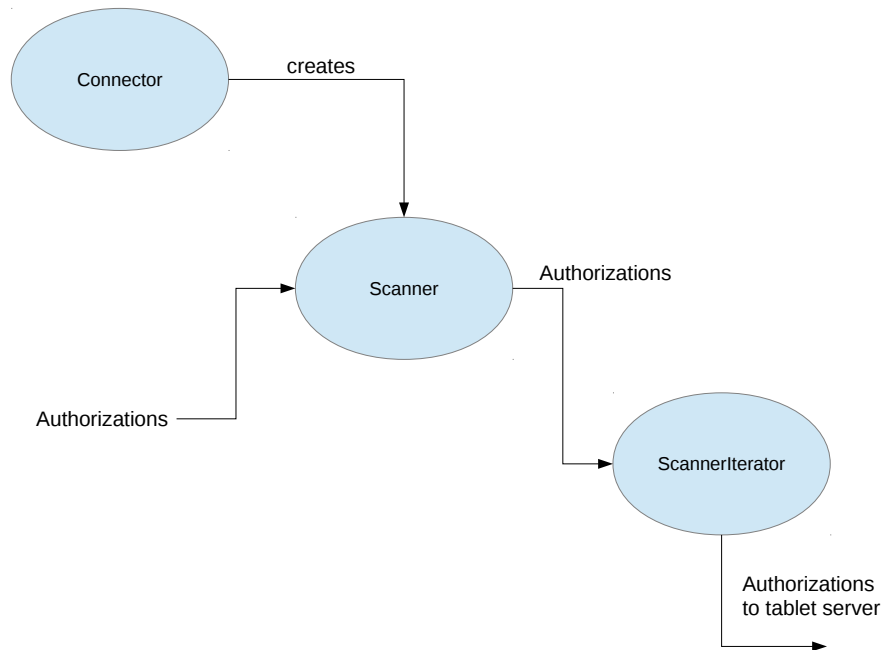 creates
Connector
Authorizations
Scanner
Authorizations
ScannerIterator
Authorizations
to tablet server